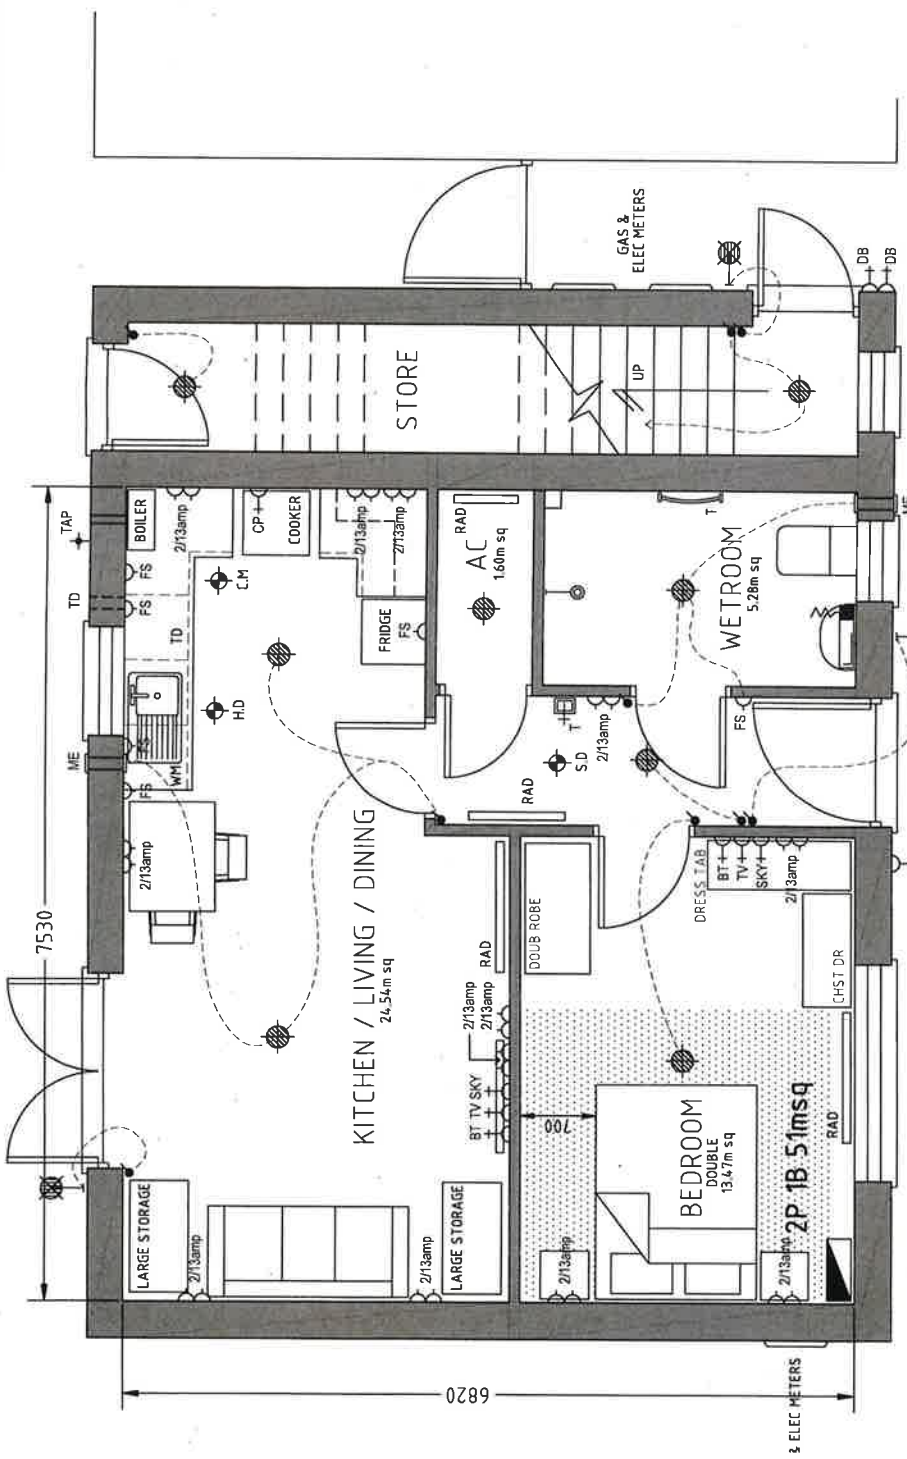 GAS &
ELEC METERS
DB
DB
STORE
UP
TAP
TD
ME
BOILER
2/13amp
CP
COOKER
2/13amp
2/13amp
FS
FS
C.M
TD
FRIDGE
FS
H.D
FS
WM
FS
2/13amp
RAD
AC
1.60m sq
WETROOM
5.28m sq
T
ME
T
2/13amp
S.D
FS
RAD
7530
KITCHEN / LIVING / DINING
24.54m sq
RAD
2/13amp
2/13amp
BT TV SKY
LARGE STORAGE
2/13amp
2/13amp
LARGE STORAGE
DOUB ROBE
DRESS TAB
BT
TV
SKY
2/13amp
CHST DR
700
BEDROOM
DOUBLE
13.47m sq
2P 1B 51msq
RAD
2/13amp
2/13amp
6820
& ELEC METERS